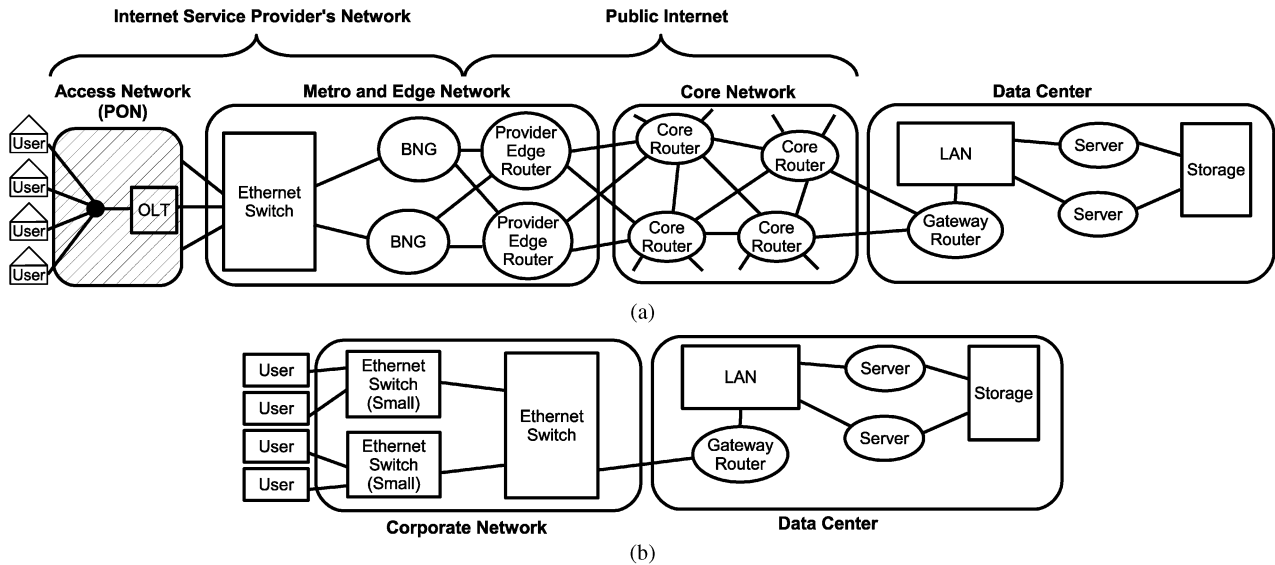 Internet Service Provider's Network
Public Internet
Access Network
(PON)
Metro and Edge Network
Core Network
Data Center
User
User
User
User
OLT
Ethernet
Switch
BNG
BNG
Provider
Edge
Router
Provider
Edge
Router
Core
Router
Core
Router
Core
Router
Core
Router
LAN
Gateway
Router
Server
Server
Storage
(a)
User
User
User
User
Ethernet
Switch
(Small)
Ethernet
Switch
(Small)
Ethernet
Switch
LAN
Gateway
Router
Server
Server
Storage
Corporate Network
Data Center
(b)